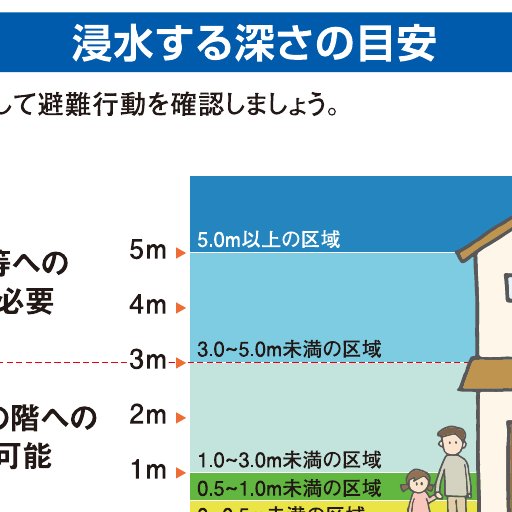 浸水する深さの目安
して避難行動を確認しましょう。
5.0m以上の区域
5m
等への
必要
4m
3.0~5.0m未満の区域
3m
2m
の階への
可能
1.0~3.0m未満の区域
1m
0.5~1.0m未満の区域